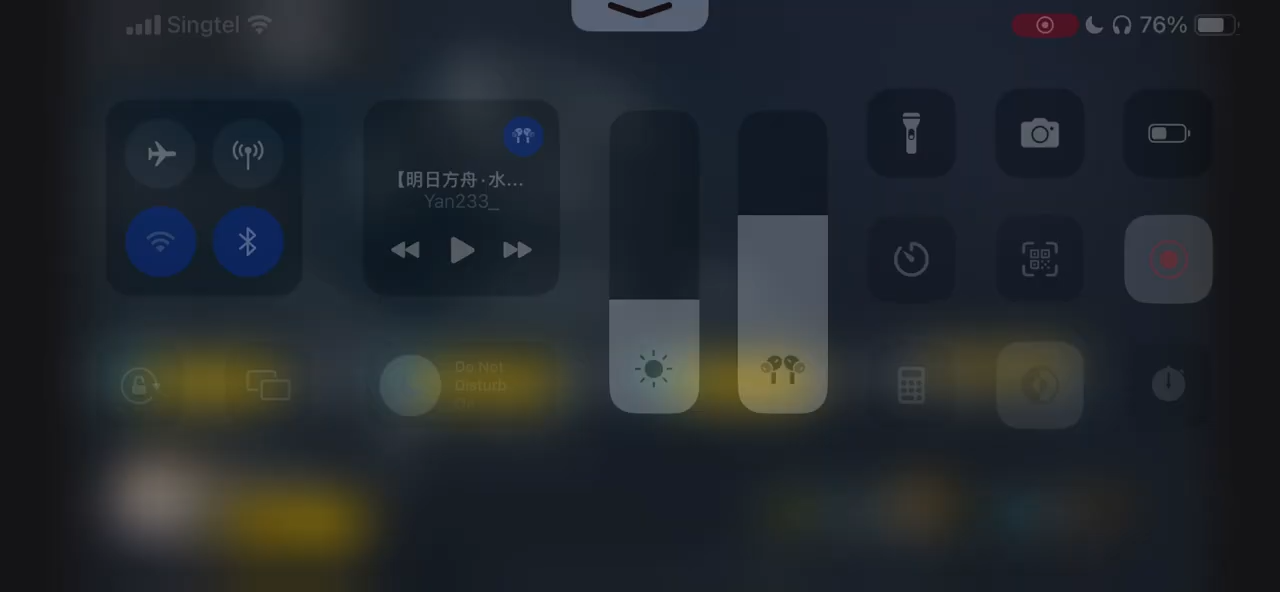 Singtel
76%
【明日方舟·水...
Yan233_
Do Not
Disturb
On